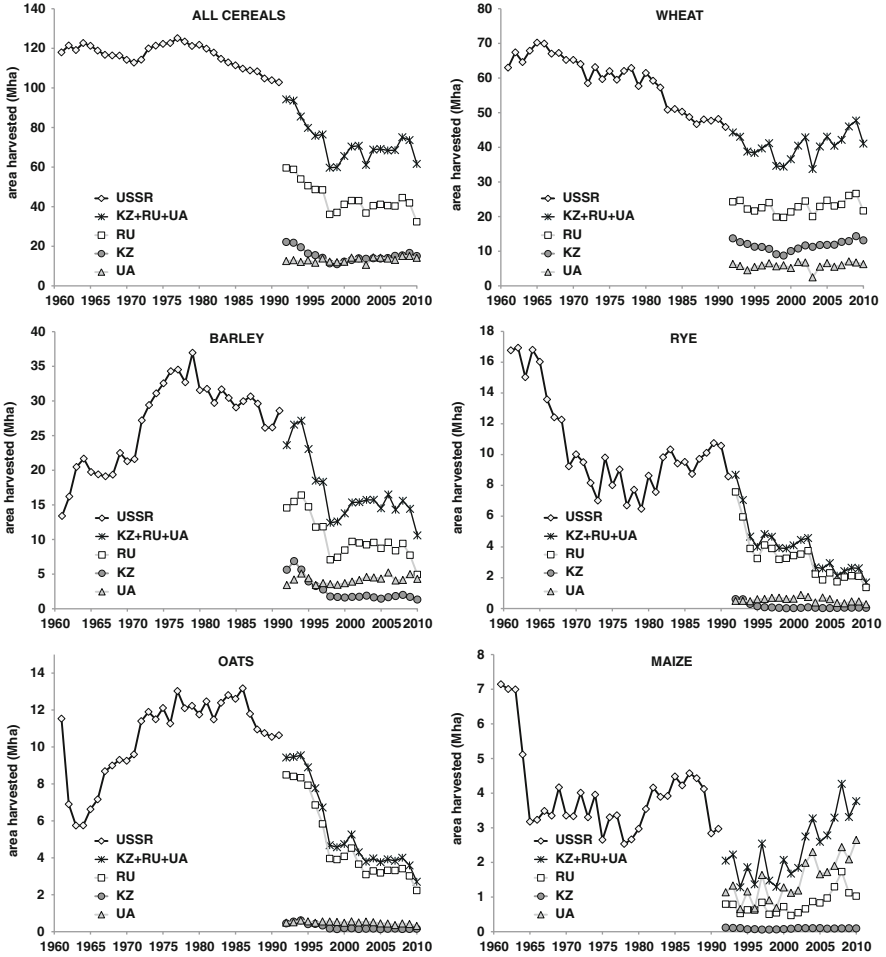 ALL CEREALS
area harvested (Mha)
140
120
100
80
60
40
20
0
USSR
KZ+RU+UA
RU
KZ
UA
1960 1965 1970 1975 1980 1985 1990 1995 2000 2005 2010
WHEAT
area harvested (Mha)
80
70
60
50
40
30
20
10
0
USSR
KZ+RU+UA
RU
KZ
UA
1960 1965 1970 1975 1980 1985 1990 1995 2000 2005 2010
BARLEY
area harvested (Mha)
40
35
30
25
20
15
10
5
0
USSR
KZ+RU+UA
RU
KZ
UA
1960 1965 1970 1975 1980 1985 1990 1995 2000 2005 2010
RYE
area harvested (Mha)
18
16
14
12
10
8
6
4
2
0
USSR
KZ+RU+UA
RU
KZ
UA
1960 1965 1970 1975 1980 1985 1990 1995 2000 2005 2010
OATS
area harvested (Mha)
14
12
10
8
6
4
2
0
USSR
KZ+RU+UA
RU
KZ
UA
1960 1965 1970 1975 1980 1985 1990 1995 2000 2005 2010
MAIZE
area harvested (Mha)
8
7
6
5
4
3
2
1
0
USSR
KZ+RU+UA
RU
KZ
UA
1960 1965 1970 1975 1980 1985 1990 1995 2000 2005 2010